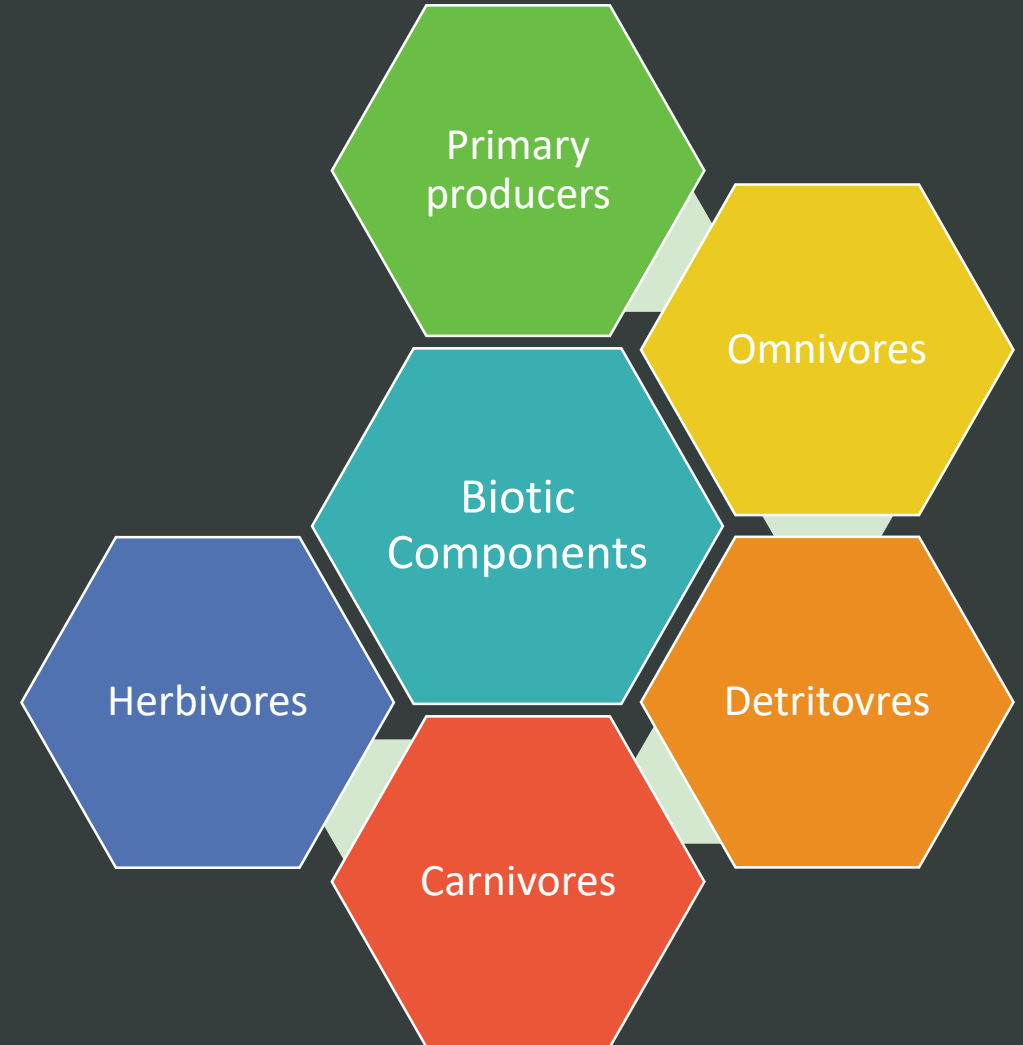 Primary
producers
Omnivores
Biotic
Components
Herbivores
Detritovres
Carnivores